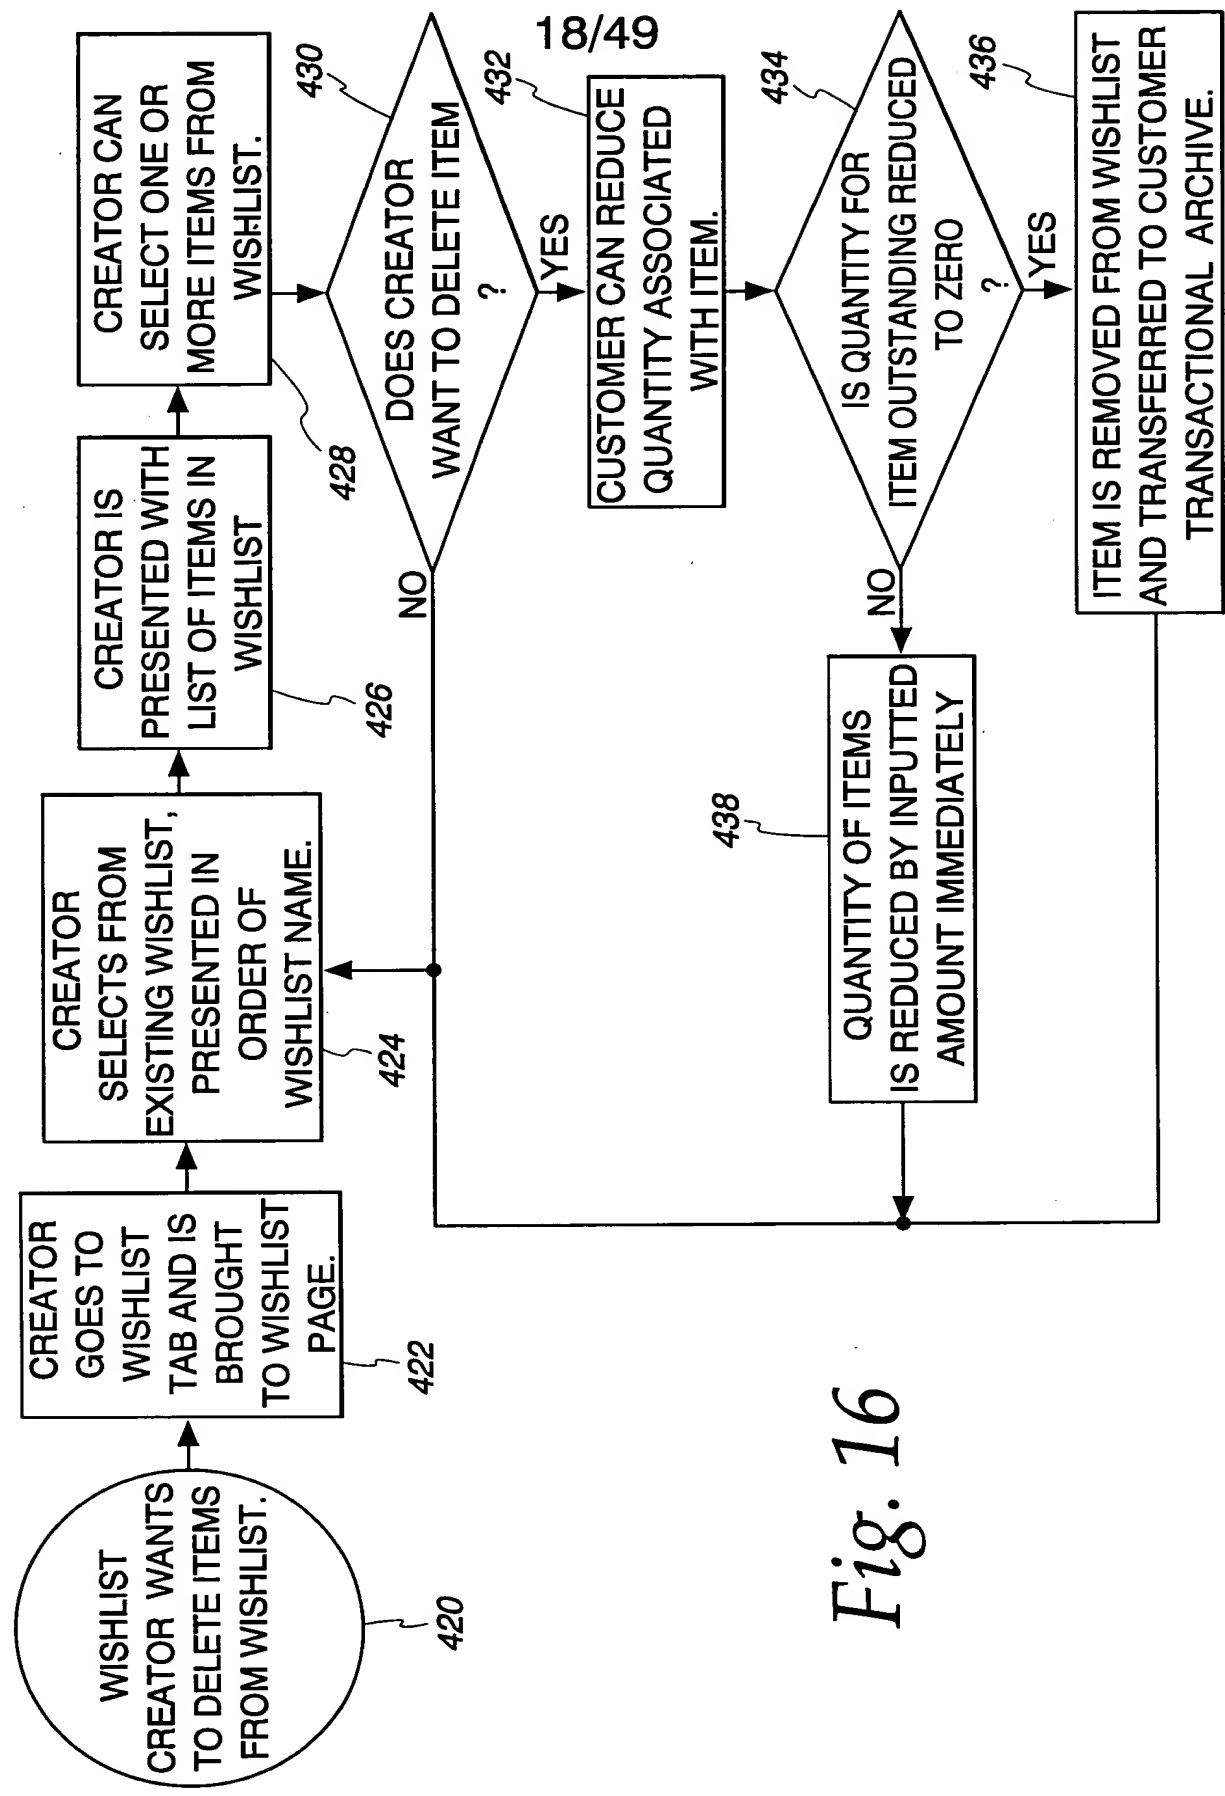 18/49
WISHLIST
CREATOR WANTS
TO DELETE ITEMS
FROM WISHLIST.
420
CREATOR
GOES TO
WISHLIST
TAB AND IS
BROUGHT
TO WISHLIST
PAGE.
422
CREATOR
SELECTS FROM
EXISTING WISHLIST,
PRESENTED IN
ORDER OF
WISHLIST NAME.
424
CREATOR IS
PRESENTED WITH
LIST OF ITEMS IN
WISHLIST
426
CREATOR CAN
SELECT ONE OR
MORE ITEMS FROM
WISHLIST.
428
DOES CREATOR
WANT TO DELETE ITEM
?
430
NO
YES
CUSTOMER CAN REDUCE
QUANTITY ASSOCIATED
WITH ITEM.
432
IS QUANTITY FOR
ITEM OUTSTANDING REDUCED
TO ZERO
?
434
NO
YES
QUANTITY OF ITEMS
IS REDUCED BY INPUTTED
AMOUNT IMMEDIATELY
438
ITEM IS REMOVED FROM WISHLIST
AND TRANSFERRED TO CUSTOMER
TRANSACTIONAL ARCHIVE.
436
Fig. 16